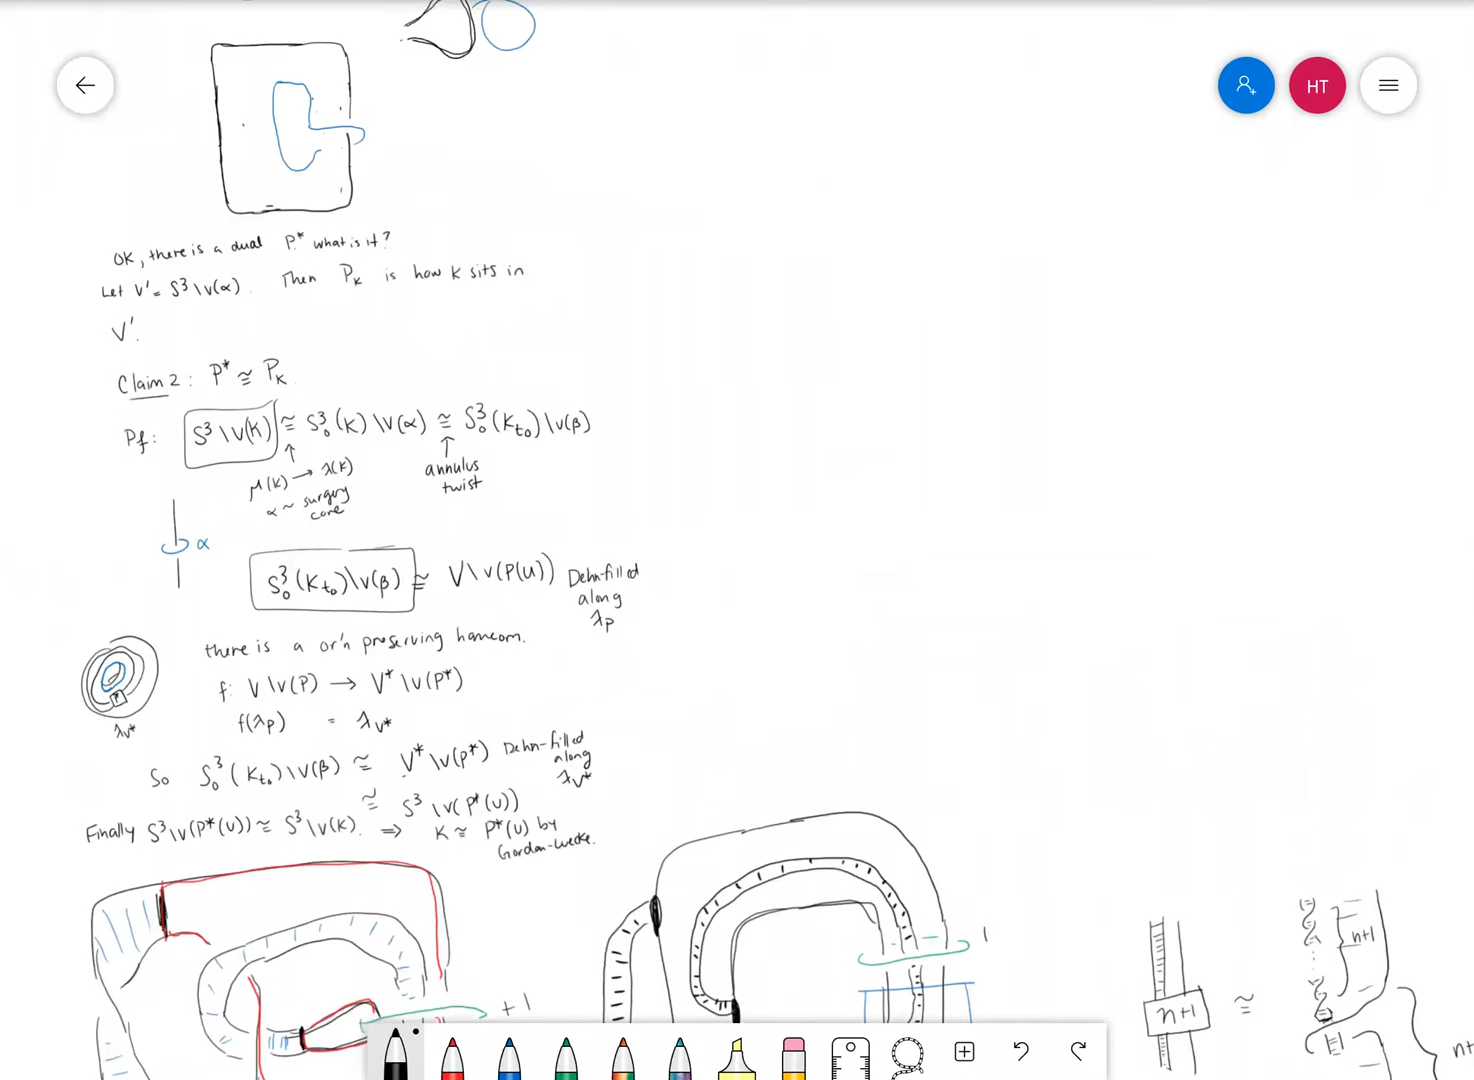 HT
OK, there is a dual P*. what is it?
Let V' = S³ \ ν(α). Then P_K is how K sits in
V'.
Claim 2: P* ≅ P_K
Pf: S³ \ ν(K) ≅ S³₀(K) \ ν(α) ≅ S³₀(K_{t₀}) \ ν(β)
↑ ↑
μ(K) → λ(K) annulus
α ~ surgery twist
core
α
S³₀(K_{t₀}) \ ν(β) ≅ V \ ν(P(U)) Dehn-filled
along
λ_P
there is a or'n preserving homeom.
f: V \ ν(P) → V* \ ν(P*)
f(λ_P) = λ_{V*}
P
λ_{V*}
So S³₀(K_{t₀}) \ ν(β) ≅ V* \ ν(P*) Dehn-filled
along
λ_{V*}
≅ S³ \ ν(P*(U))
Finally S³ \ ν(P*(U)) ≅ S³ \ ν(K). ⇒ K ≅ P*(U) by
Gordon-Luecke.
+1
1
n+1 ≅
n+1